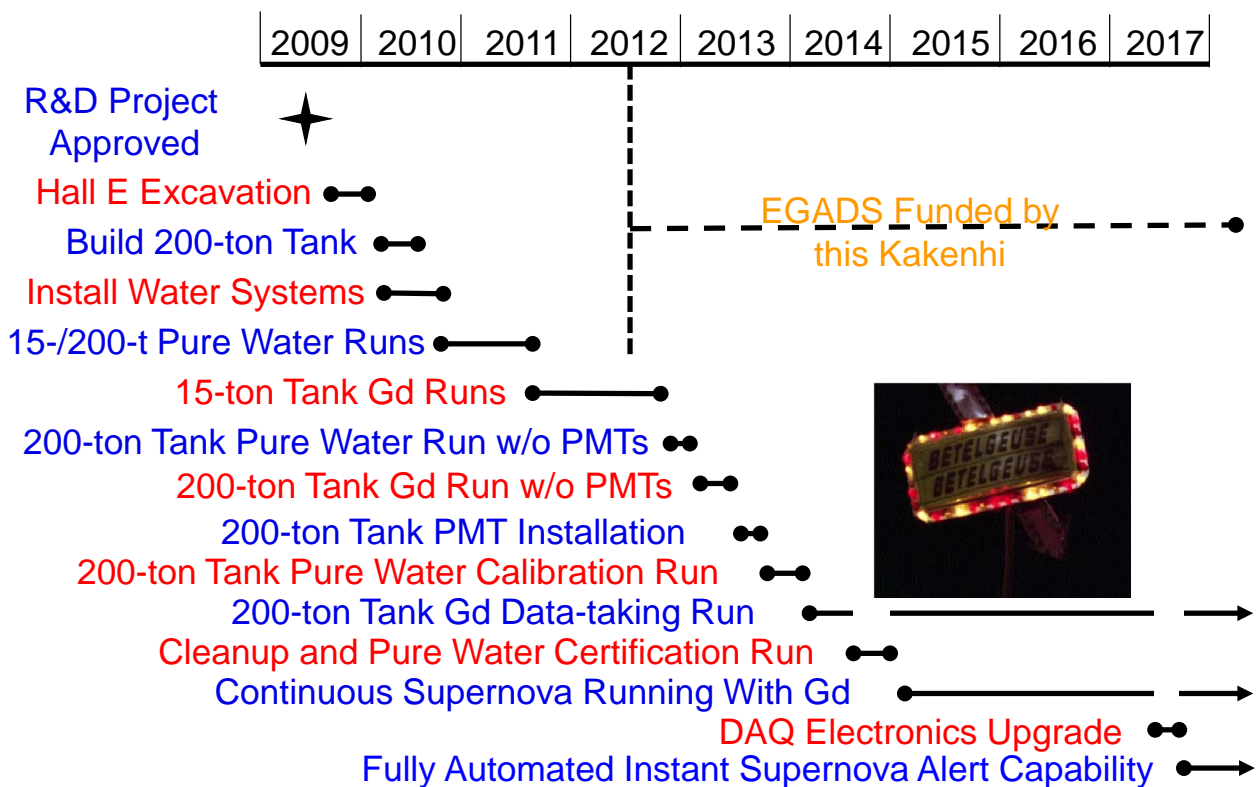 2009 2010 2011 2012 2013 2014 2015 2016 2017
R&D Project
Approved
Hall E Excavation
EGADS Funded by
this Kakenhi
Build 200-ton Tank
Install Water Systems
15-/200-t Pure Water Runs
15-ton Tank Gd Runs
BETELGEUSE
BETELGEUSE
200-ton Tank Pure Water Run w/o PMTs
200-ton Tank Gd Run w/o PMTs
200-ton Tank PMT Installation
200-ton Tank Pure Water Calibration Run
200-ton Tank Gd Data-taking Run
Cleanup and Pure Water Certification Run
Continuous Supernova Running With Gd
DAQ Electronics Upgrade
Fully Automated Instant Supernova Alert Capability